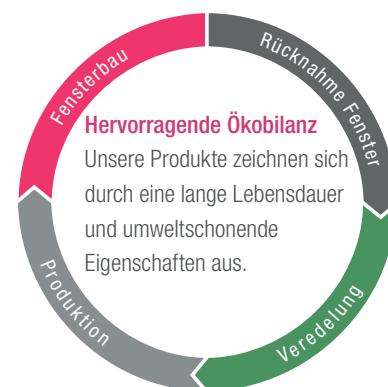 Fensterbau
Rücknahme Fenster
Hervorragende Ökobilanz
Unsere Produkte zeichnen sich
durch eine lange Lebensdauer
und umweltschonende
Eigenschaften aus.
Produktion
Veredelung